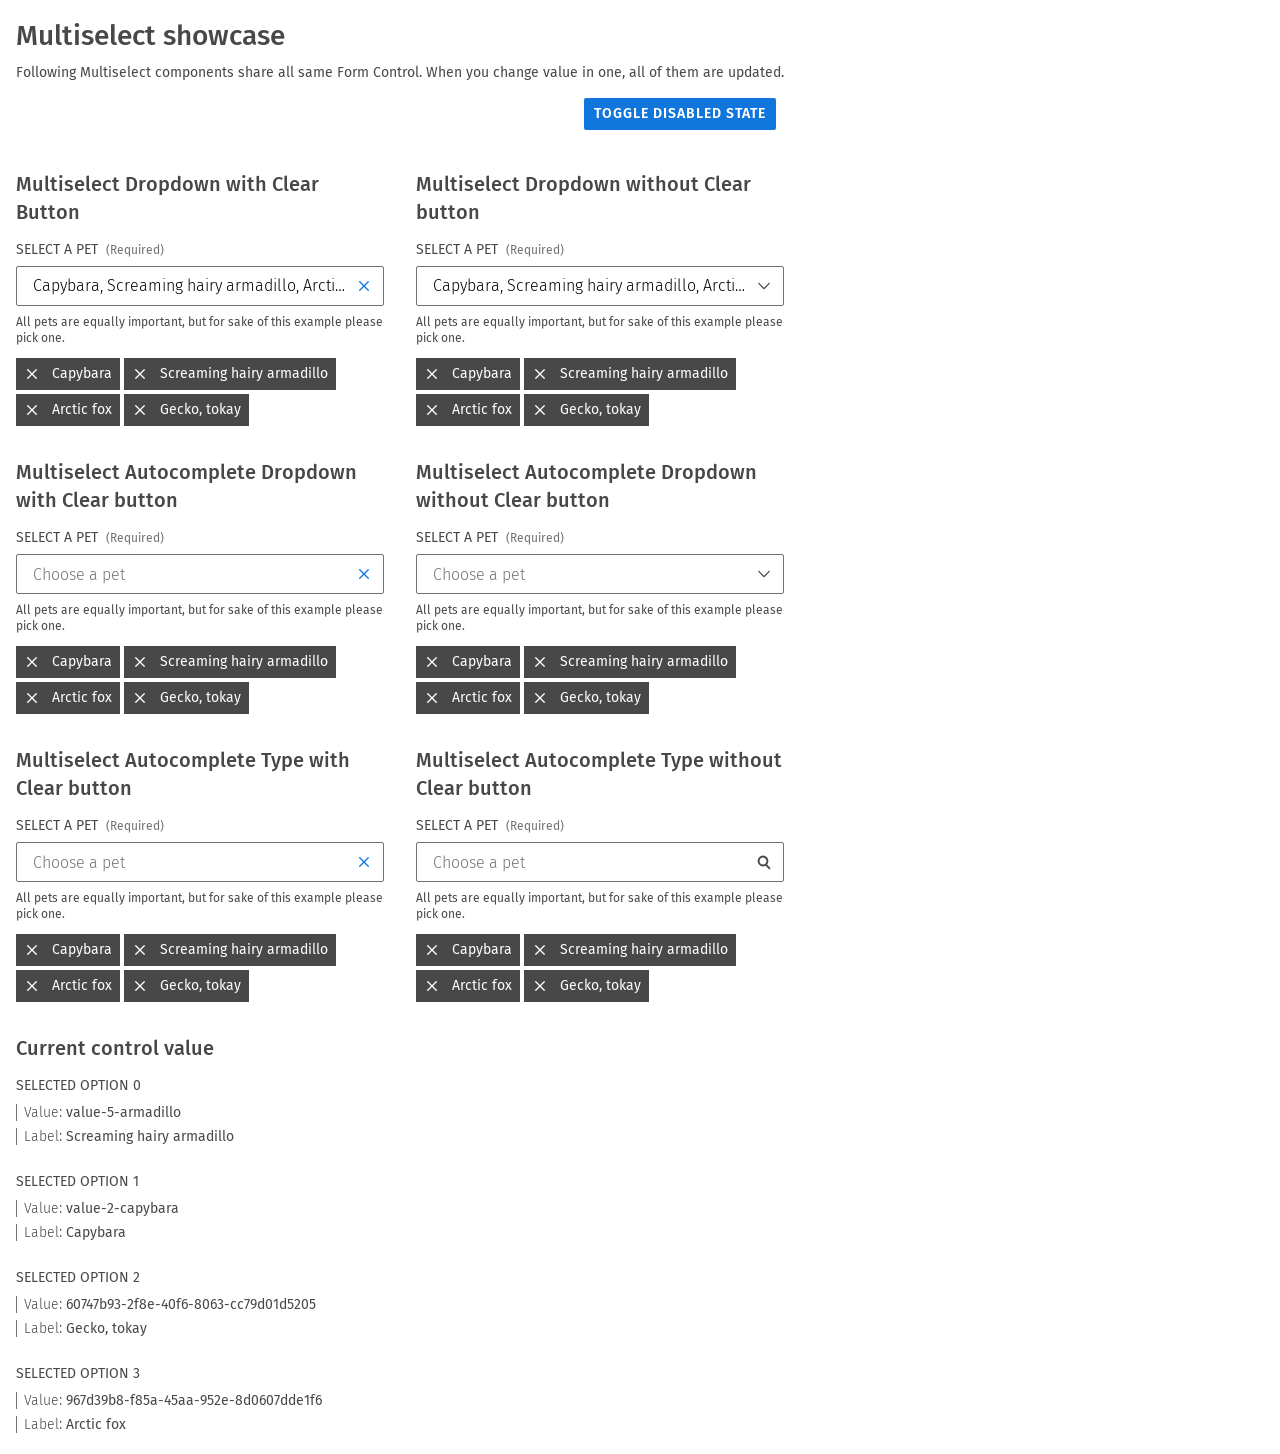 Multiselect showcase
Following Multiselect components share all same Form Control. When you change value in one, all of them are updated.
TOGGLE DISABLED STATE
Multiselect Dropdown with Clear
Button
SELECT A PET (Required)
Capybara, Screaming hairy armadillo, Arcti...
All pets are equally important, but for sake of this example please
pick one.
Capybara
Screaming hairy armadillo
Arctic fox
Gecko, tokay
Multiselect Dropdown without Clear
button
SELECT A PET (Required)
Capybara, Screaming hairy armadillo, Arcti...
All pets are equally important, but for sake of this example please
pick one.
Capybara
Screaming hairy armadillo
Arctic fox
Gecko, tokay
Multiselect Autocomplete Dropdown
with Clear button
SELECT A PET (Required)
Choose a pet
All pets are equally important, but for sake of this example please
pick one.
Capybara
Screaming hairy armadillo
Arctic fox
Gecko, tokay
Multiselect Autocomplete Dropdown
without Clear button
SELECT A PET (Required)
Choose a pet
All pets are equally important, but for sake of this example please
pick one.
Capybara
Screaming hairy armadillo
Arctic fox
Gecko, tokay
Multiselect Autocomplete Type with
Clear button
SELECT A PET (Required)
Choose a pet
All pets are equally important, but for sake of this example please
pick one.
Capybara
Screaming hairy armadillo
Arctic fox
Gecko, tokay
Multiselect Autocomplete Type without
Clear button
SELECT A PET (Required)
Choose a pet
All pets are equally important, but for sake of this example please
pick one.
Capybara
Screaming hairy armadillo
Arctic fox
Gecko, tokay
Current control value
SELECTED OPTION 0
Value: value-5-armadillo
Label: Screaming hairy armadillo
SELECTED OPTION 1
Value: value-2-capybara
Label: Capybara
SELECTED OPTION 2
Value: 60747b93-2f8e-40f6-8063-cc79d01d5205
Label: Gecko, tokay
SELECTED OPTION 3
Value: 967d39b8-f85a-45aa-952e-8d0607dde1f6
Label: Arctic fox